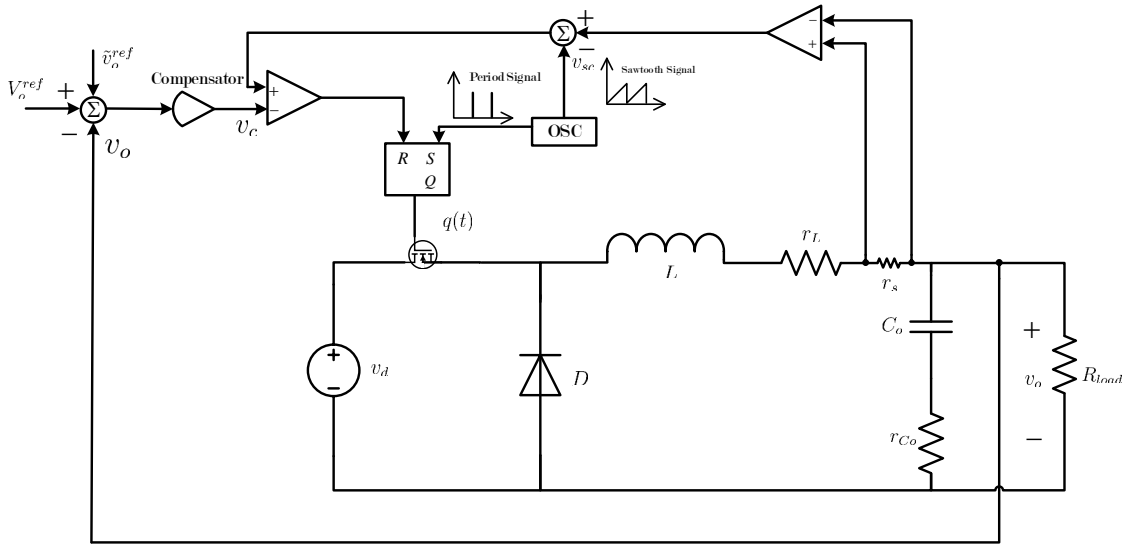 Σ
+
−
v_sc
Period Signal
Sawtooth Signal
−
+
ṽ_o^ref
V_o^ref
+
−
Σ
v_o
Compensator
v_c
+
−
OSC
R S
Q
q(t)
L
r_L
r_s
+
−
v_d
D
C_o
r_Co
+
v_o
−
R_load